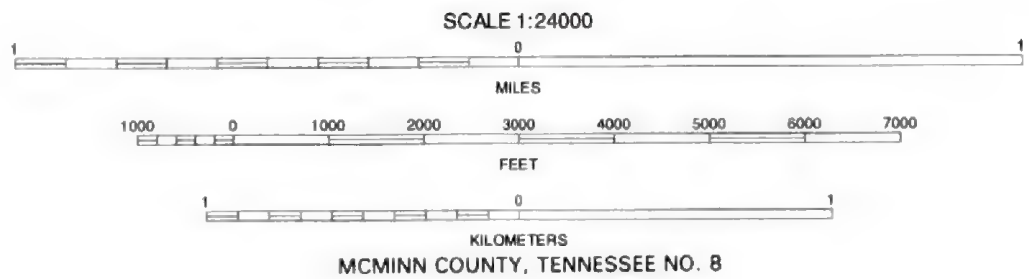 SCALE 1:24000
1 0 1
MILES
1000 0 1000 2000 3000 4000 5000 6000 7000
FEET
1 0 1
KILOMETERS
MCMINN COUNTY, TENNESSEE NO. 8